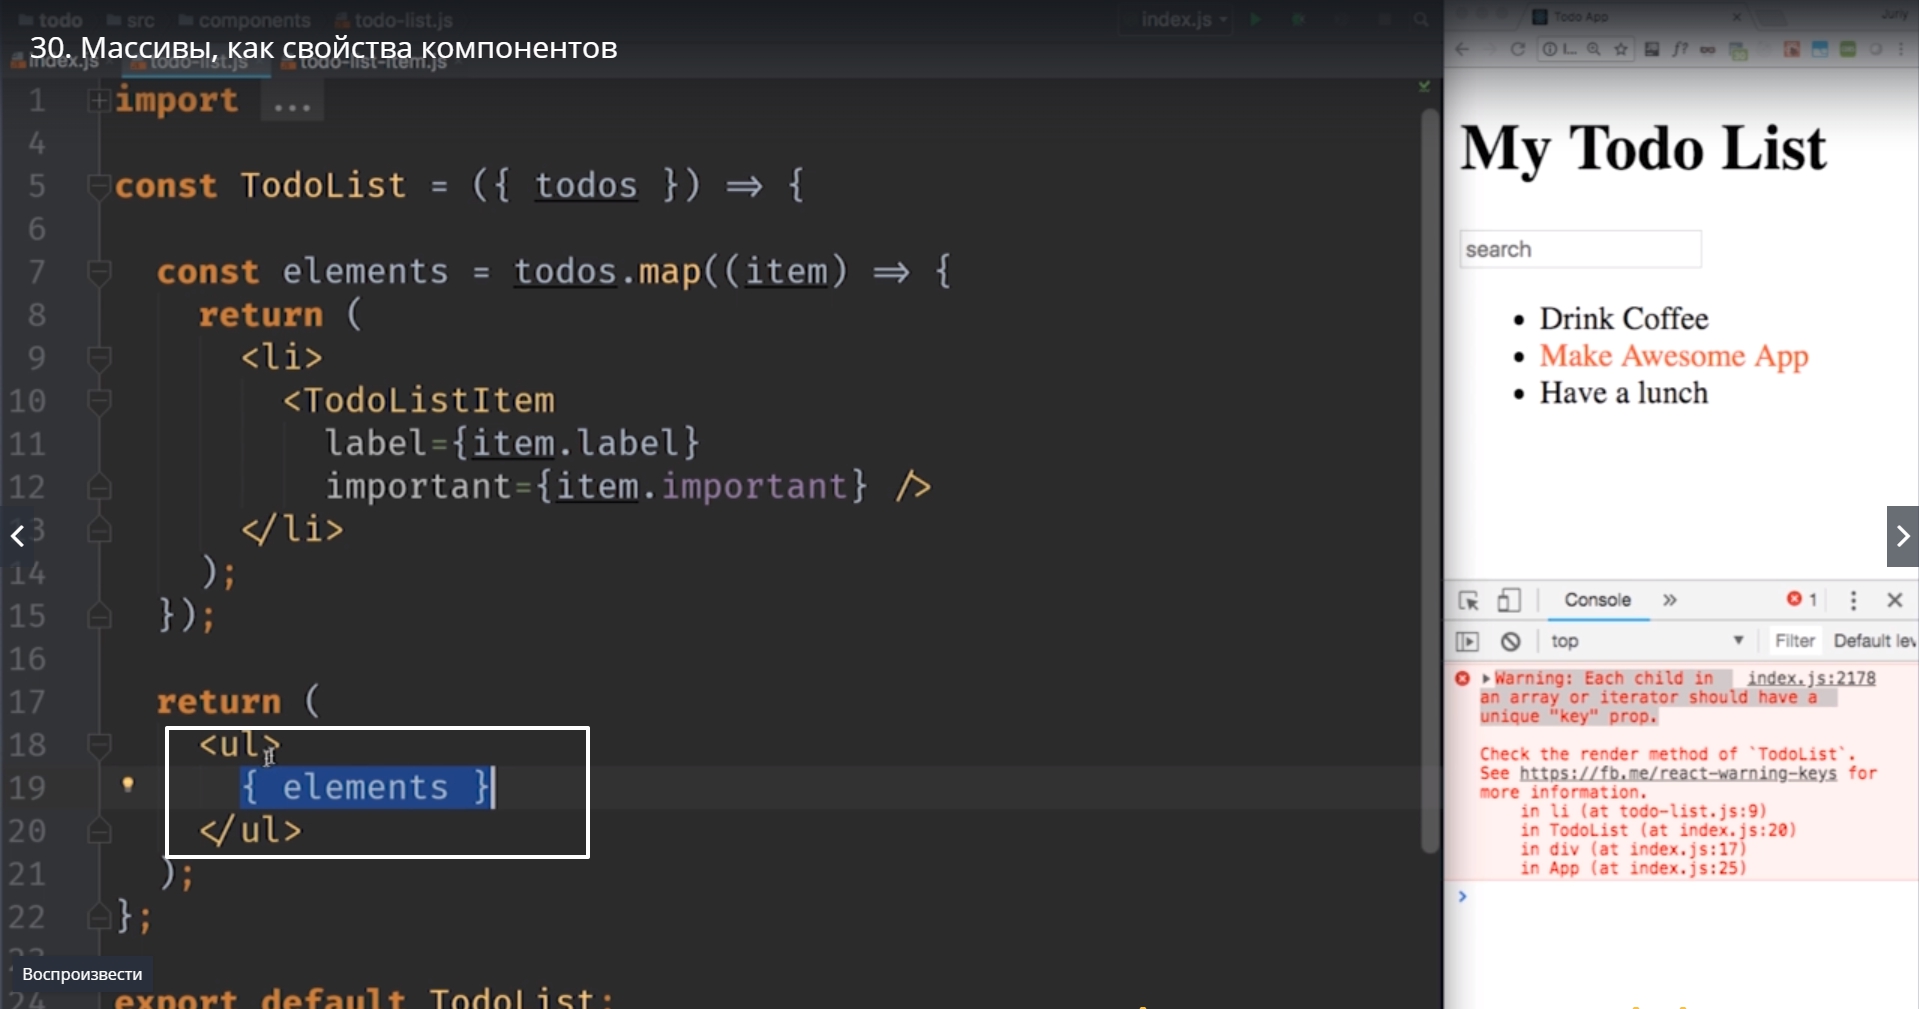 todo src components todo-list.js index.js
30. Массивы, как свойства компонентов
index.js todo-list.js todo-list-item.js
1 import ...
4
5 const TodoList = ({ todos }) => {
6
7 const elements = todos.map((item) => {
8 return (
9 <li>
10 <TodoListItem
11 label={item.label}
12 important={item.important} />
13 </li>
14 );
15 });
16
17 return (
18 <ul>
19 { elements }
20 </ul>
21 );
22 };
23
Воспроизвести
24 export default TodoList;
Todo App
My Todo List
search
Drink Coffee
Make Awesome App
Have a lunch
Console » 1
top Filter Default lev
Warning: Each child in index.js:2178
an array or iterator should have a
unique "key" prop.
Check the render method of `TodoList`.
See https://fb.me/react-warning-keys for
more information.
in li (at todo-list.js:9)
in TodoList (at index.js:20)
in div (at index.js:17)
in App (at index.js:25)